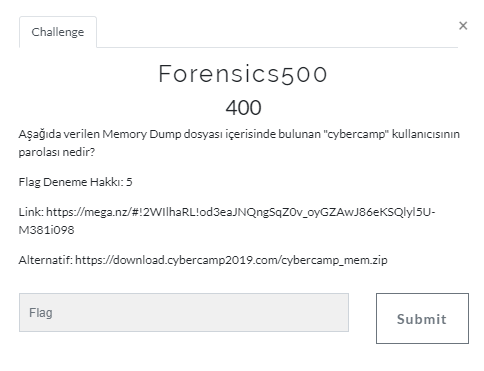 Challenge
×
Forensics500
400
Aşağıda verilen Memory Dump dosyası içerisinde bulunan "cybercamp" kullanıcısının
parolası nedir?
Flag Deneme Hakkı: 5
Link: https://mega.nz/#!2WIlhaRL!od3eaJNQngSqZ0v_oyGZAwJ86eKSQlyl5U-
M381i098
Alternatif: https://download.cybercamp2019.com/cybercamp_mem.zip
Flag
Submit